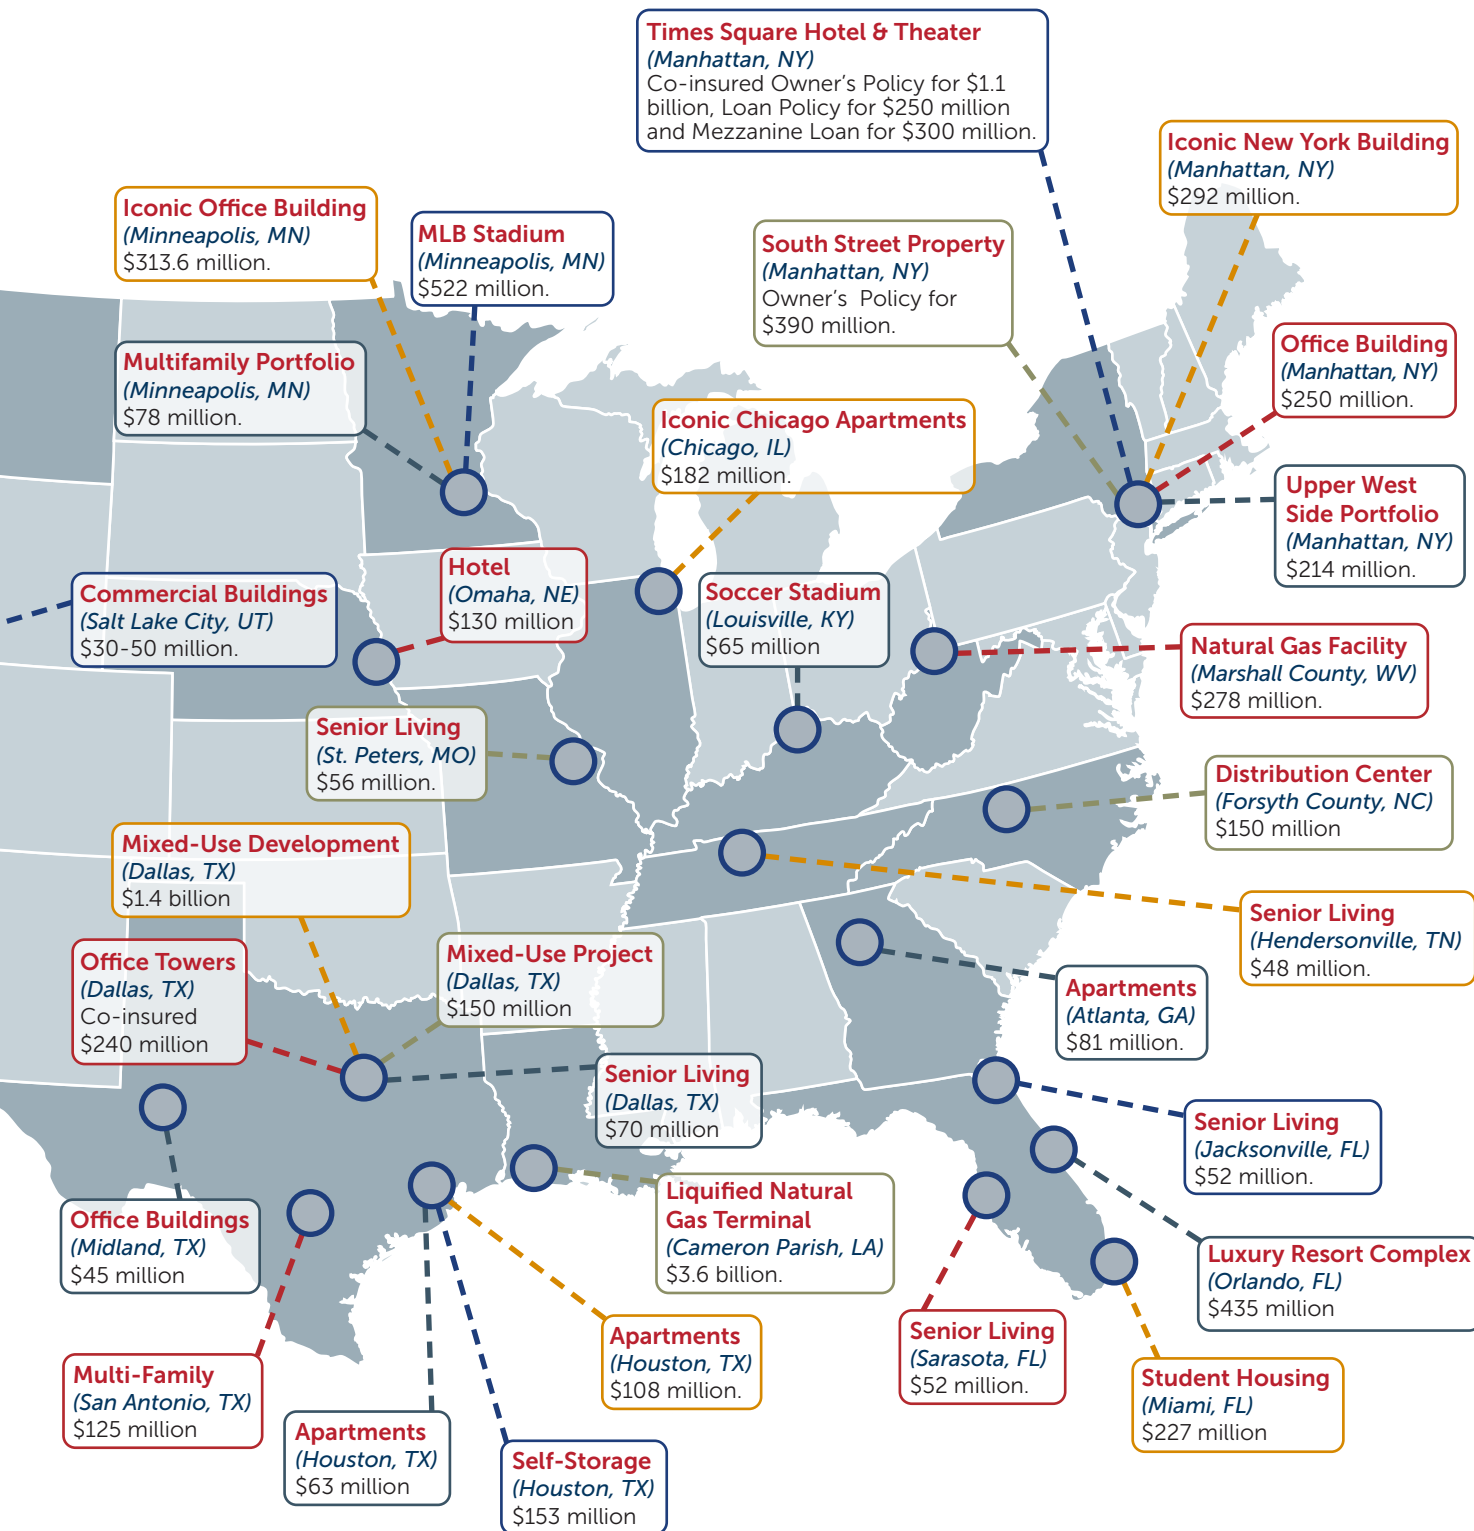 Times Square Hotel & Theater
(Manhattan, NY)
Co-insured Owner's Policy for $1.1
billion, Loan Policy for $250 million
and Mezzanine Loan for $300 million.
Iconic New York Building
(Manhattan, NY)
$292 million.
Iconic Office Building
(Minneapolis, MN)
$313.6 million.
MLB Stadium
(Minneapolis, MN)
$522 million.
South Street Property
(Manhattan, NY)
Owner's  Policy for
$390 million.
Office Building
(Manhattan, NY)
$250 million.
Multifamily Portfolio
(Minneapolis, MN)
$78 million.
Iconic Chicago Apartments
(Chicago, IL)
$182 million.
Upper West
Side Portfolio
(Manhattan, NY)
$214 million.
Hotel
(Omaha, NE)
$130 million
Commercial Buildings
(Salt Lake City, UT)
$30-50 million.
Soccer Stadium
(Louisville, KY)
$65 million
Natural Gas Facility
(Marshall County, WV)
$278 million.
Senior Living
(St. Peters, MO)
$56 million.
Distribution Center
(Forsyth County, NC)
$150 million
Mixed-Use Development
(Dallas, TX)
$1.4 billion
Senior Living
(Hendersonville, TN)
$48 million.
Office Towers
(Dallas, TX)
Co-insured
$240 million
Mixed-Use Project
(Dallas, TX)
$150 million
Apartments
(Atlanta, GA)
$81 million.
Senior Living
(Dallas, TX)
$70 million
Senior Living
(Jacksonville, FL)
$52 million.
Liquified Natural
Gas Terminal
(Cameron Parish, LA)
$3.6 billion.
Office Buildings
(Midland, TX)
$45 million
Luxury Resort Complex
(Orlando, FL)
$435 million
Apartments
(Houston, TX)
$108 million.
Senior Living
(Sarasota, FL)
$52 million.
Multi-Family
(San Antonio, TX)
$125 million
Student Housing
(Miami, FL)
$227 million
Apartments
(Houston, TX)
$63 million
Self-Storage
(Houston, TX)
$153 million